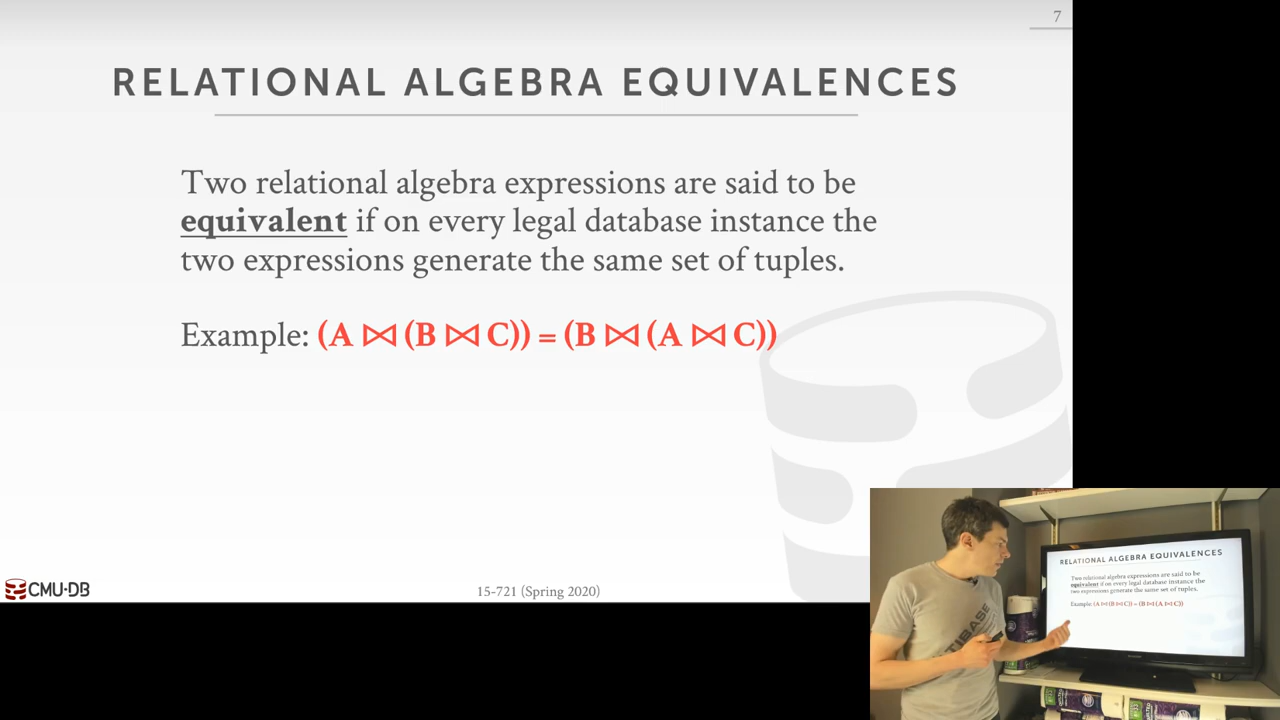 7
RELATIONAL ALGEBRA EQUIVALENCES
Two relational algebra expressions are said to be
equivalent if on every legal database instance the
two expressions generate the same set of tuples.
Example: (A ⋈ (B ⋈ C)) = (B ⋈ (A ⋈ C))
CMU·DB
15-721 (Spring 2020)
RELATIONAL ALGEBRA EQUIVALENCES
Two relational algebra expressions are said to be
equivalent if on every legal database instance the
two expressions generate the same set of tuples.
Example: (A ⋈ (B ⋈ C)) = (B ⋈ (A ⋈ C))